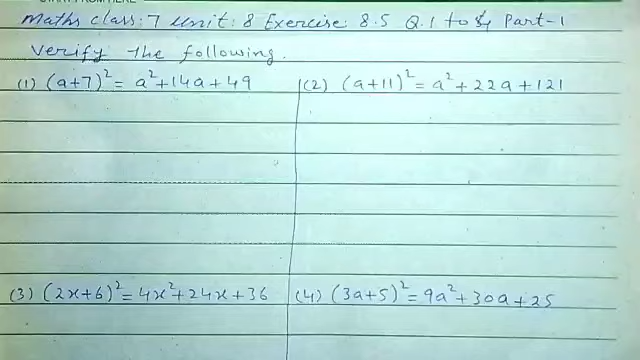 Maths class: 7 Unit: 8 Exercise: 8.5 Q.1 to 4 Part-1
Verify the following.
(1) (a+7)² = a²+14a+49
(2) (a+11)² = a²+22a+121
(3) (2x+6)² = 4x²+24x+36
(4) (3a+5)² = 9a²+30a+25